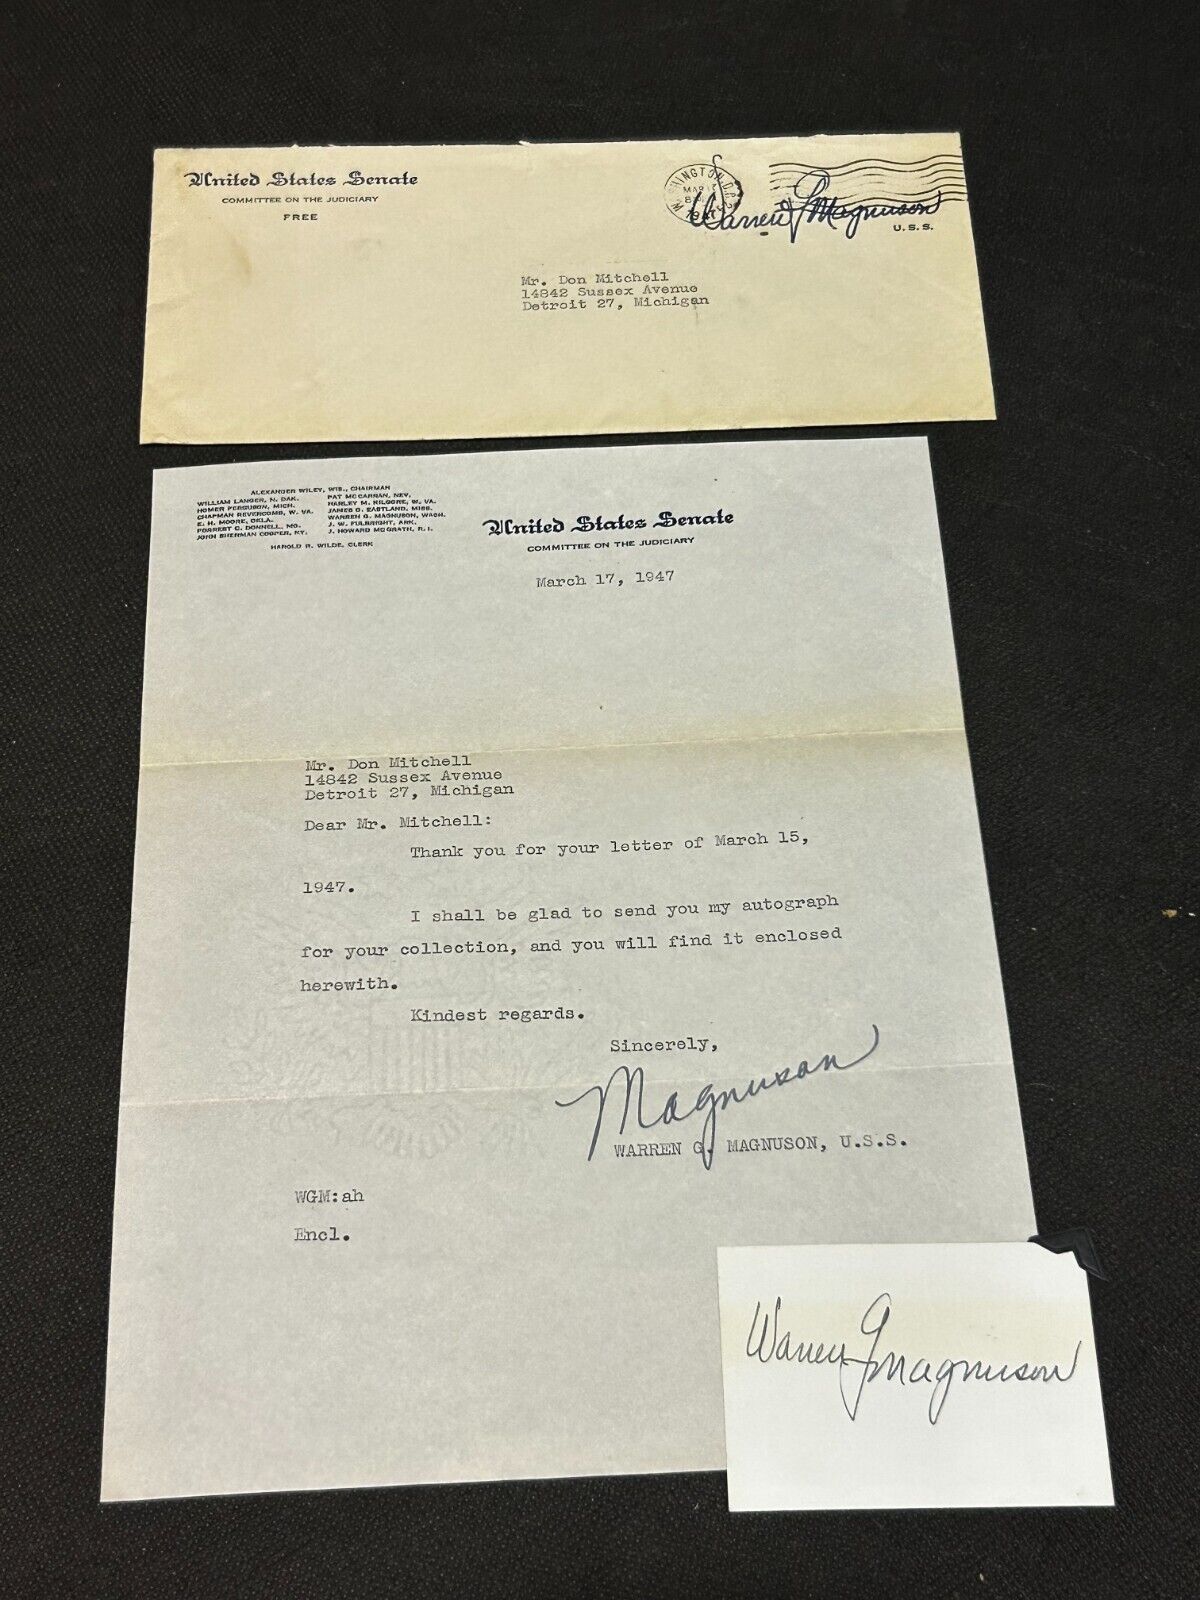 United States Senate
COMMITTEE ON THE JUDICIARY
FREE
WASHINGTON, D.C.
MAR
1947
Warren G Magnuson
U.S.S.
Mr. Don Mitchell
14842 Sussex Avenue
Detroit 27, Michigan
ALEXANDER WILEY, WIS., CHAIRMAN
WILLIAM LANGER, N. DAK. PAT MCCARRAN, NEV.
HOMER FERGUSON, MICH. HARLEY M. KILGORE, W. VA.
CHAPMAN REVERCOMB, W. VA. JAMES O. EASTLAND, MISS.
E. H. MOORE, OKLA. WARREN G. MAGNUSON, WASH.
FORREST C. DONNELL, MO. J. W. FULBRIGHT, ARK.
JOHN SHERMAN COOPER, KY. J. HOWARD MCGRATH, R. I.
HAROLD R. WILDE, CLERK
United States Senate
COMMITTEE ON THE JUDICIARY
March 17, 1947
Mr. Don Mitchell
14842 Sussex Avenue
Detroit 27, Michigan
Dear Mr. Mitchell:
Thank you for your letter of March 15,
1947.
I shall be glad to send you my autograph
for your collection, and you will find it enclosed
herewith.
Kindest regards.
Sincerely,
Magnuson
WARREN G. MAGNUSON, U.S.S.
WGM:ah
Encl.
Warren G Magnuson